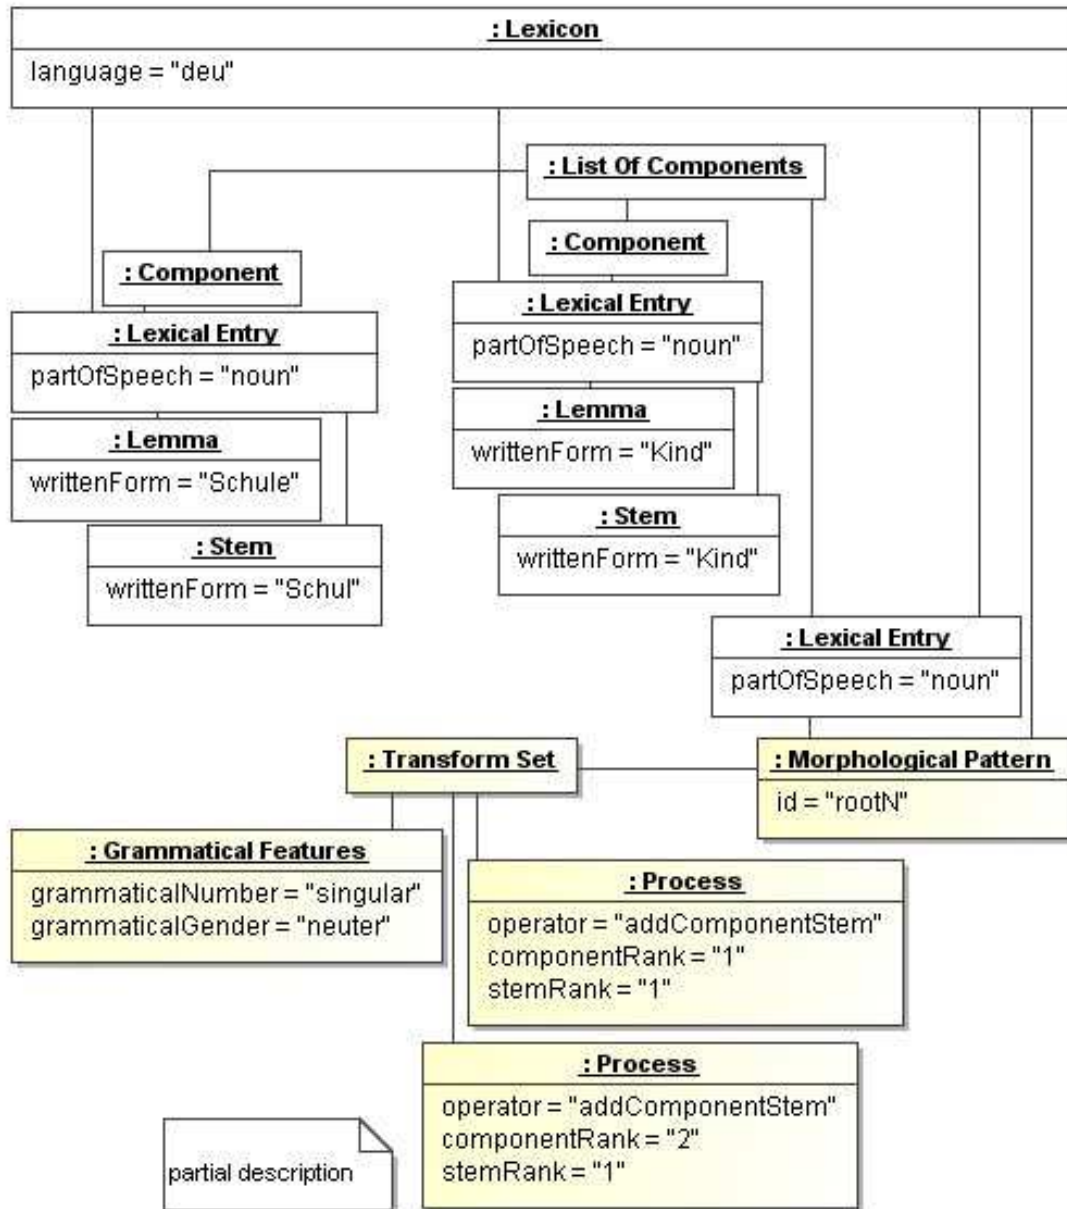 : Lexicon
language = "deu"
: List Of Components
: Component
: Component
: Lexical Entry
partOfSpeech = "noun"
: Lemma
writtenForm = "Schule"
: Stem
writtenForm = "Schul"
: Lexical Entry
partOfSpeech = "noun"
: Lemma
writtenForm = "Kind"
: Stem
writtenForm = "Kind"
: Lexical Entry
partOfSpeech = "noun"
: Transform Set
: Morphological Pattern
id = "rootN"
: Grammatical Features
grammaticalNumber = "singular"
grammaticalGender = "neuter"
: Process
operator = "addComponentStem"
componentRank = "1"
stemRank = "1"
: Process
operator = "addComponentStem"
componentRank = "2"
stemRank = "1"
partial description